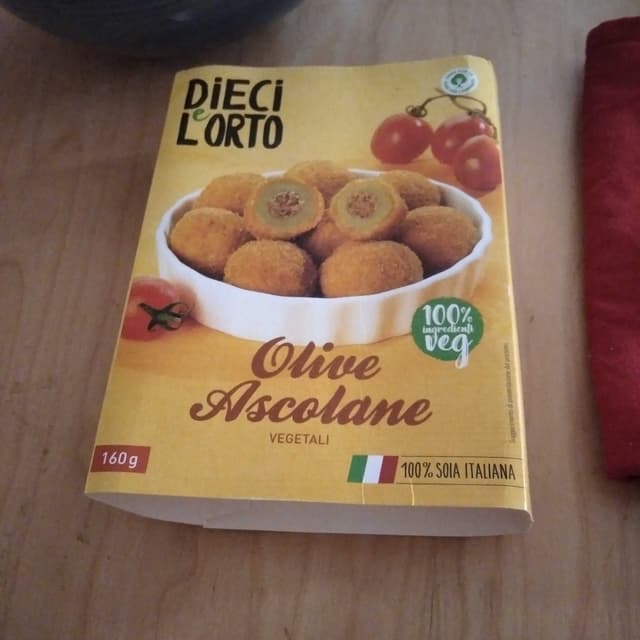 DIECI
e
L'ORTO
100%
ingredienti
veg
Olive
Ascolane
VEGETALI
160g
100% SOIA ITALIANA